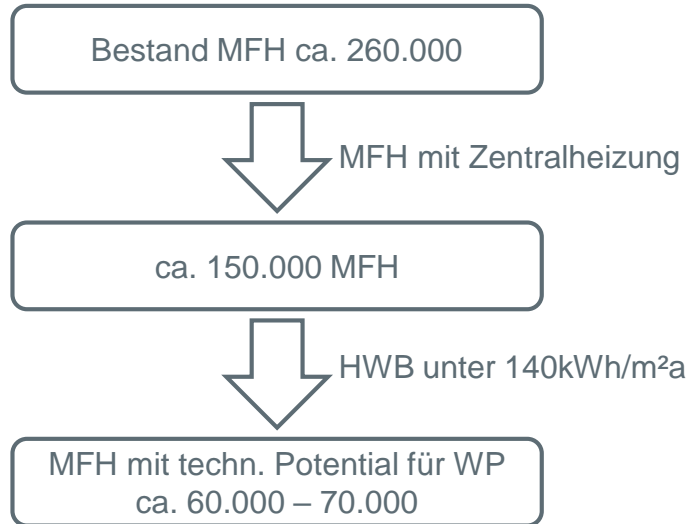 Bestand MFH ca. 260.000
MFH mit Zentralheizung
ca. 150.000 MFH
HWB unter 140kWh/m²a
MFH mit techn. Potential für WP
ca. 60.000 – 70.000